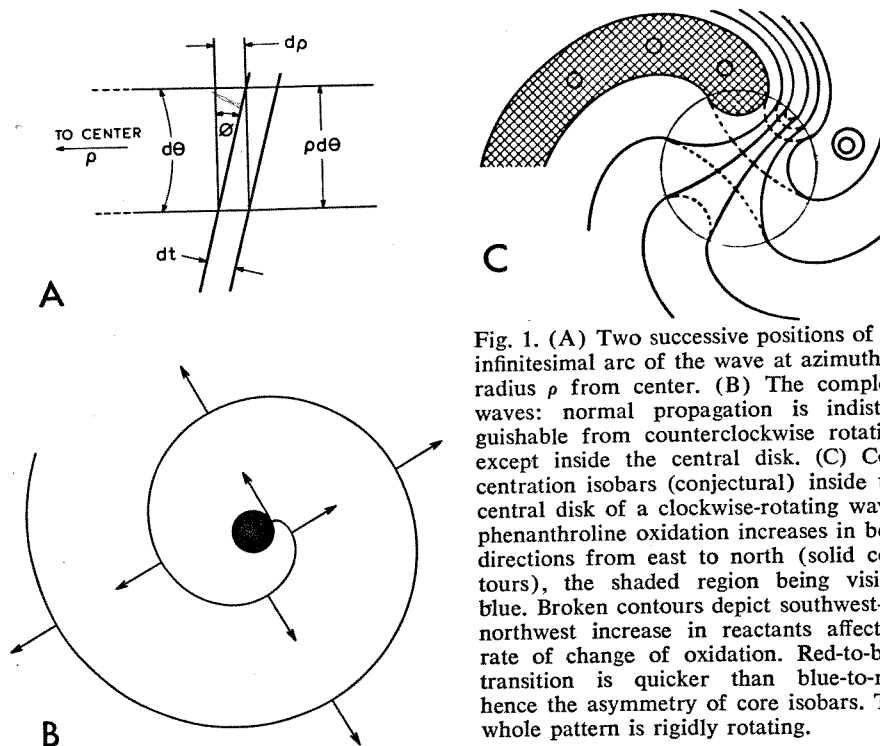 dρ
TO CENTER
ρ
dθ
Ø
ρdθ
dt
A
C
B
Fig. 1. (A) Two successive positions of
infinitesimal arc of the wave at azimuth
radius ρ from center. (B) The comple
waves: normal propagation is indist
guishable from counterclockwise rotati
except inside the central disk. (C) Co
centration isobars (conjectural) inside t
central disk of a clockwise-rotating wav
phenanthroline oxidation increases in bo
directions from east to north (solid co
tours), the shaded region being visi
blue. Broken contours depict southwest-
northwest increase in reactants affect
rate of change of oxidation. Red-to-b
transition is quicker than blue-to-r
hence the asymmetry of core isobars. T
whole pattern is rigidly rotating.